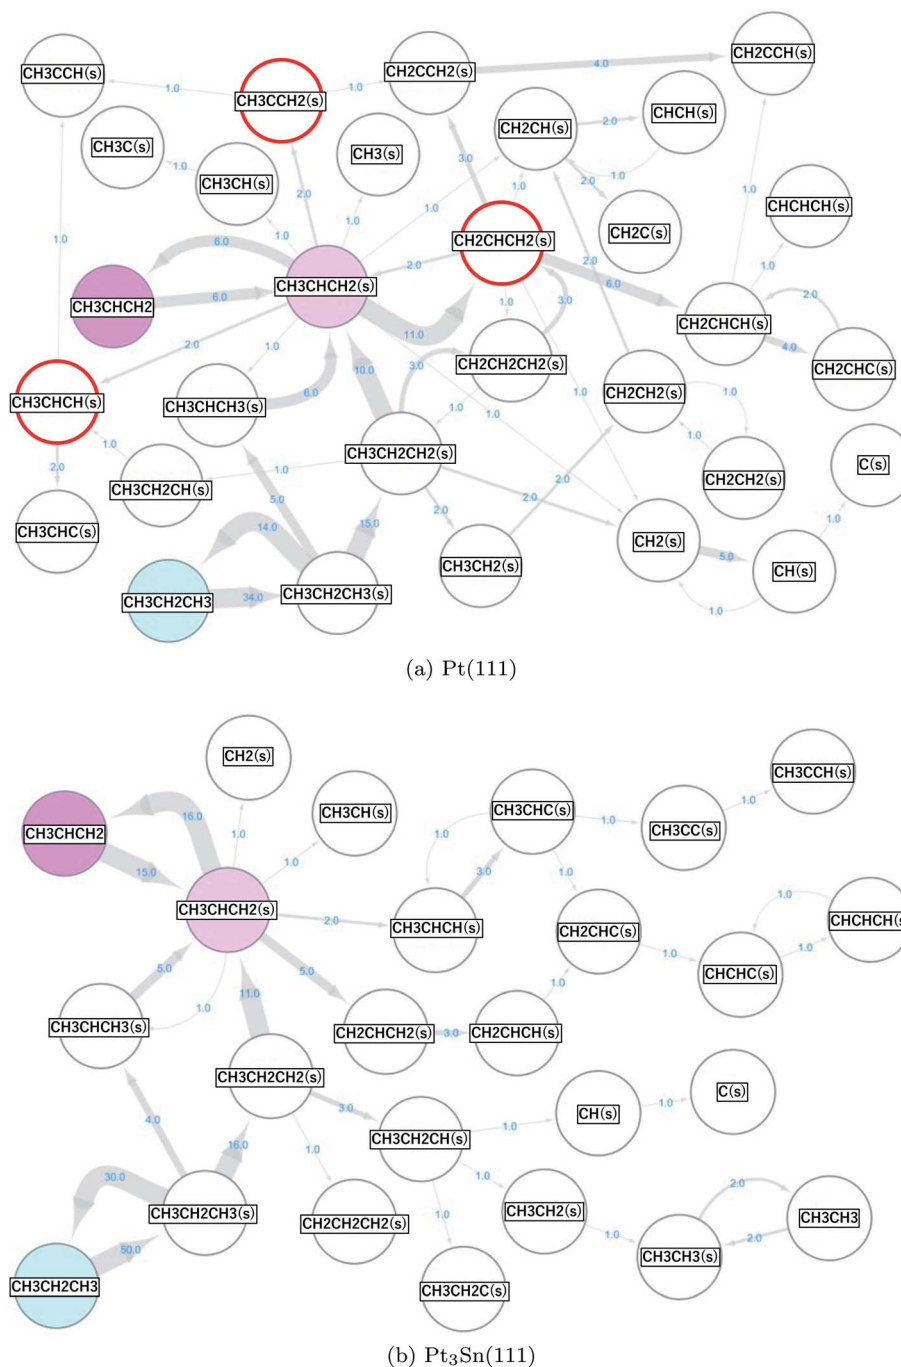 CH2CCH(s)
CH3CCH(s)
CH2CCH2(s)
4.0
1.0
1.0
CH3CCH2(s)
CHCH(s)
CH2CH(s)
2.0
CH3C(s)
CH3(s)
1.0
1.0
3.0
2.0
CH3CH(s)
2.0
1.0
1.0
1.0
CHCHCH(s)
1.0
1.0
1.0
CH2C(s)
6.0
CH2CHCH2(s)
2.0
2.0
1.0
CH3CHCH2(s)
6.0
CH3CHCH2
6.0
1.0
3.0
2.0
11.0
CH2CHCH(s)
2.0
1.0
4.0
3.0
CH2CH2CH2(s)
CH2CHC(s)
10.0
6.0
CH2CH2(s)
1.0
1.0
CH3CHCH(s)
CH3CHCH3(s)
1.0
1.0
1.0
1.0
CH3CH2CH2(s)
C(s)
2.0
1.0
CH2CH2(s)
CH3CH2CH(s)
2.0
2.0
5.0
2.0
1.0
CH3CHC(s)
14.0
15.0
CH2(s)
5.0
CH3CH2(s)
CH(s)
CH3CH2CH3
34.0
CH3CH2CH3(s)
1.0
(a) Pt(111)
CH2(s)
CH3CCH(s)
CH3CH(s)
CH3CHC(s)
1.0
16.0
1.0
CH3CC(s)
CH3CHCH2
1.0
1.0
1.0
15.0
3.0
1.0
CH3CHCH2(s)
1.0
2.0
CHCHCH(s
CH3CHCH(s)
CH2CHC(s)
1.0
1.0
5.0
5.0
CHCHC(s)
11.0
1.0
1.0
CH3CHCH3(s)
CH2CHCH2(s)
3.0
CH2CHCH(s)
CH3CH2CH2(s)
C(s)
1.0
3.0
CH(s)
4.0
1.0
CH3CH2CH(s)
16.0
1.0
30.0
1.0
2.0
CH3CH2CH3(s)
CH2CH2CH2(s)
1.0
CH3CH2(s)
CH3CH3
1.0
2.0
50.0
CH3CH3(s)
CH3CH2CH3
CH3CH2C(s)
(b) Pt3Sn(111)